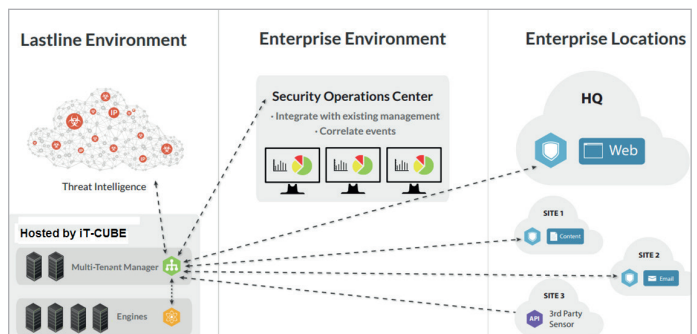 Lastline Environment
Enterprise Environment
Enterprise Locations
IP
Threat Intelligence
Security Operations Center
· Integrate with existing management
· Correlate events
HQ
Web
SITE 1
Content
SITE 2
Email
SITE 3
API
3rd Party
Sensor
Hosted by iT-CUBE
Multi-Tenant Manager
Engines